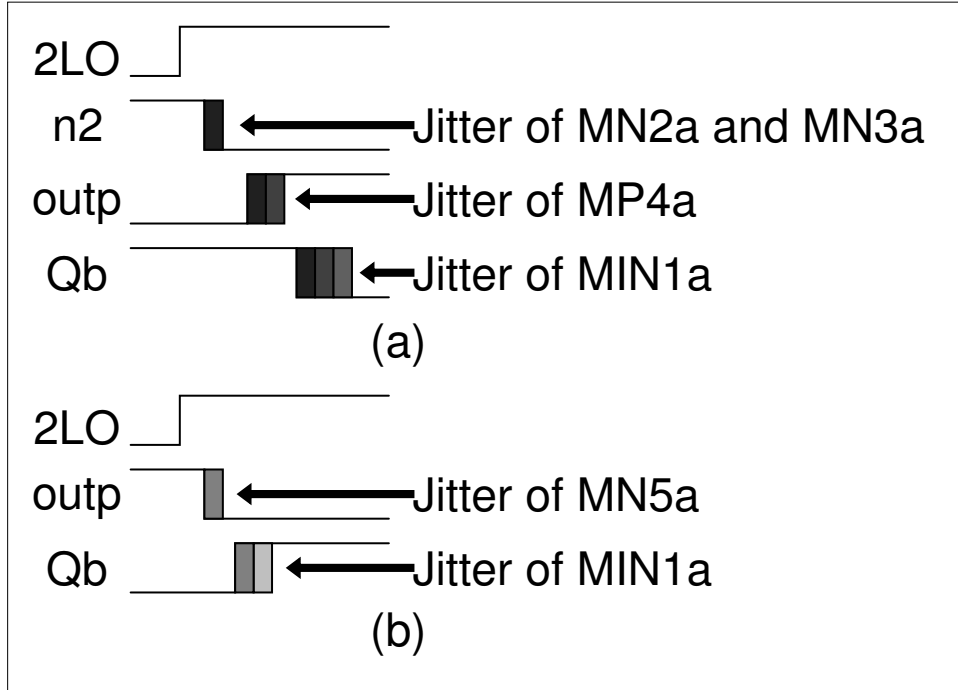 2LO
n2 Jitter of MN2a and MN3a
outp Jitter of MP4a
Qb Jitter of MIN1a
(a)
2LO
outp Jitter of MN5a
Qb Jitter of MIN1a
(b)